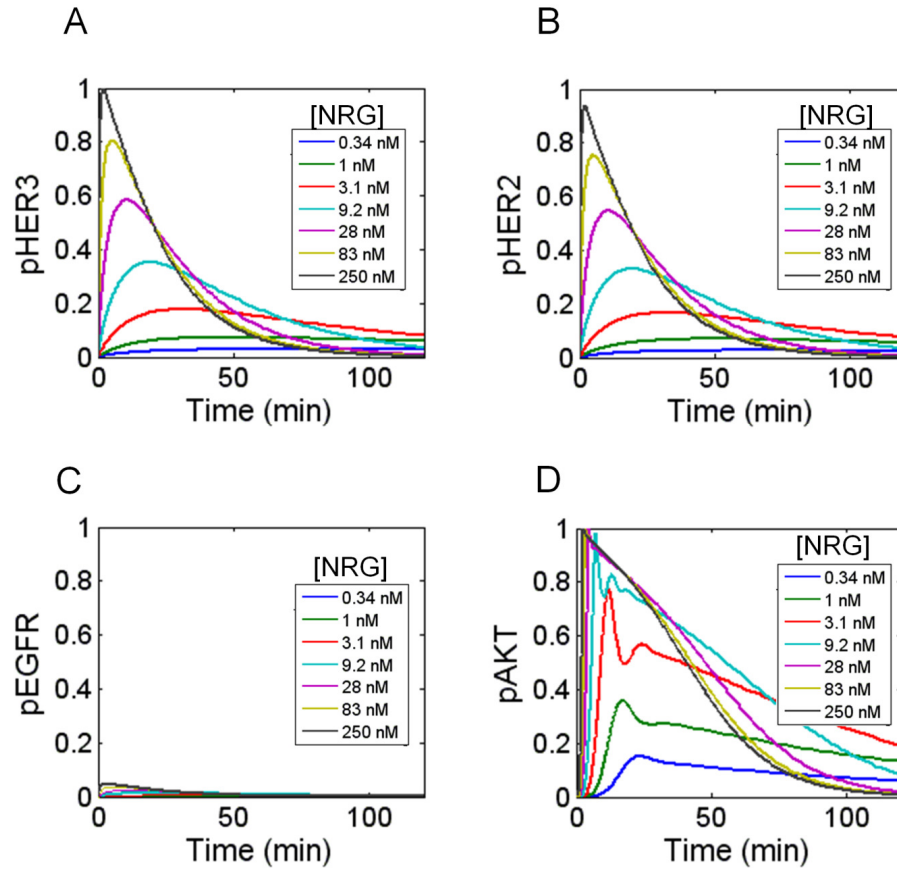 A
pHER3
1
0.8
0.6
0.4
0.2
0
[NRG]
0.34 nM
1 nM
3.1 nM
9.2 nM
28 nM
83 nM
250 nM
0 50 100
Time (min)
B
pHER2
1
0.8
0.6
0.4
0.2
0
[NRG]
0.34 nM
1 nM
3.1 nM
9.2 nM
28 nM
83 nM
250 nM
0 50 100
Time (min)
C
pEGFR
1
0.8
0.6
0.4
0.2
0
[NRG]
0.34 nM
1 nM
3.1 nM
9.2 nM
28 nM
83 nM
250 nM
0 50 100
Time (min)
D
pAKT
1
0.8
0.6
0.4
0.2
0
[NRG]
0.34 nM
1 nM
3.1 nM
9.2 nM
28 nM
83 nM
250 nM
0 50 100
Time (min)